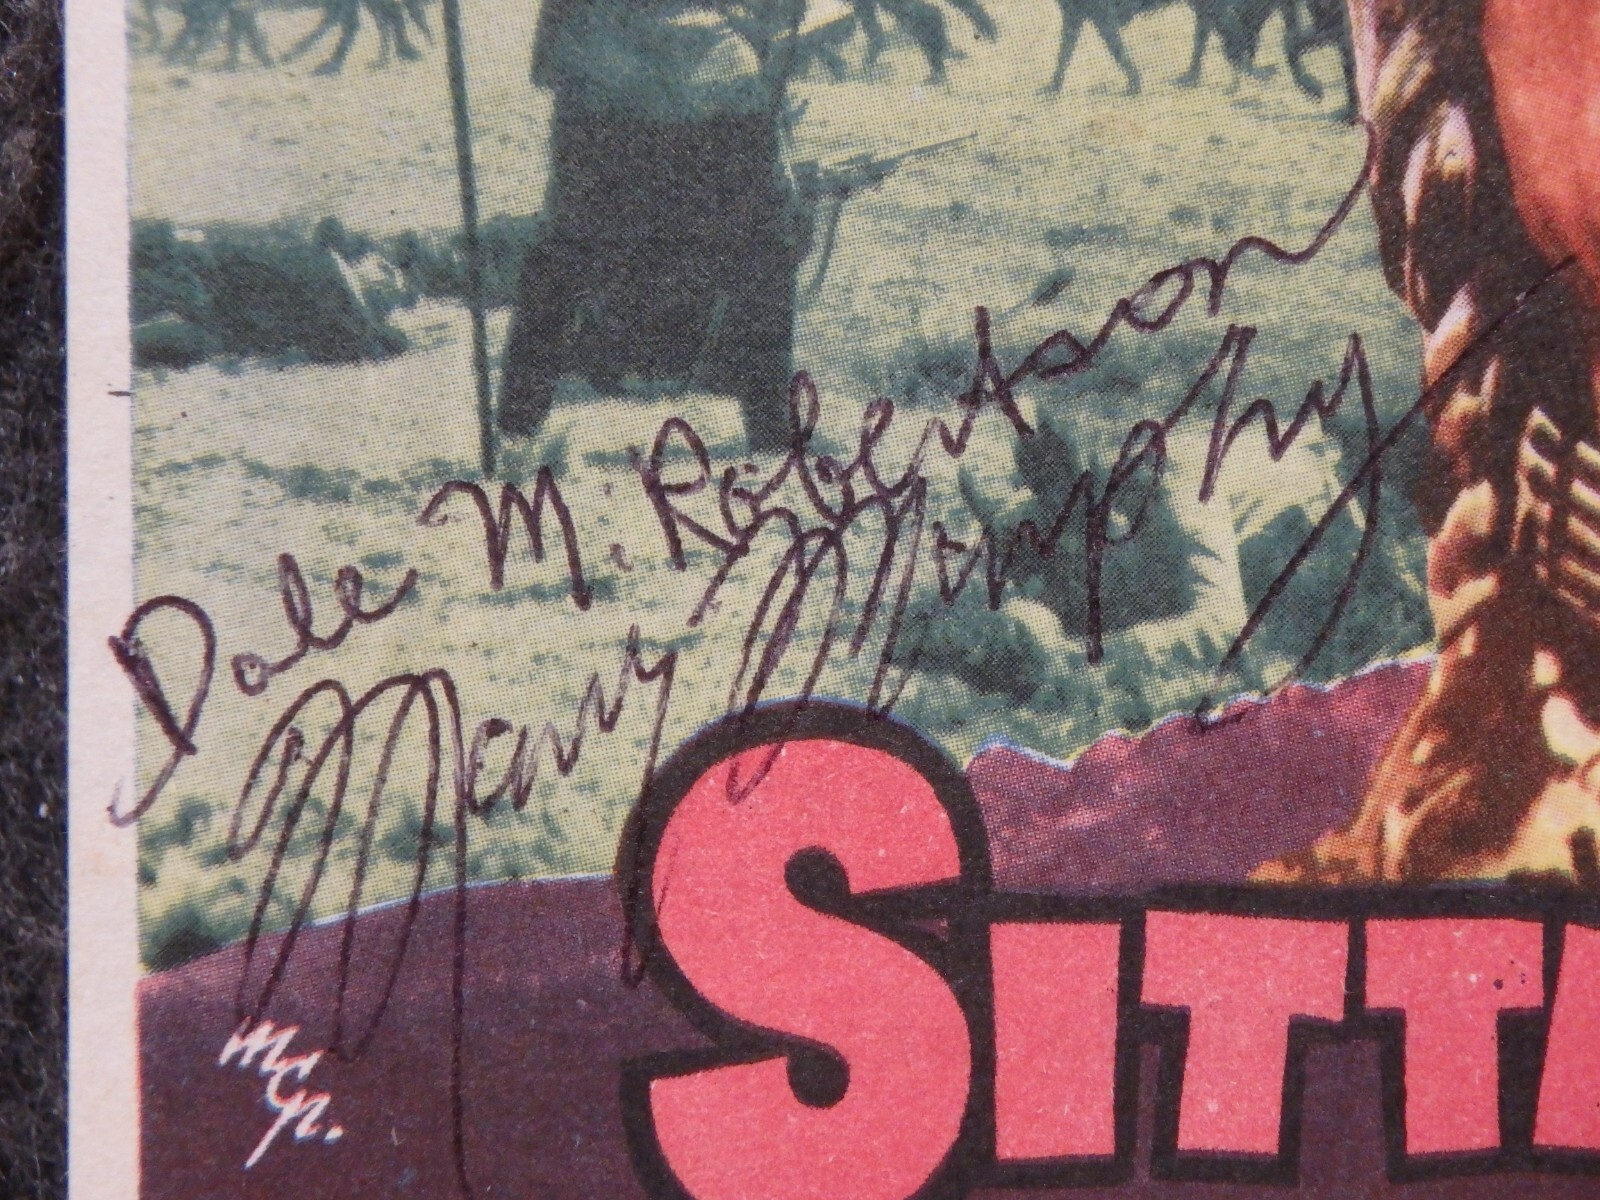 Dale M. Robertson
Mary Murphy
SITT
mcp.